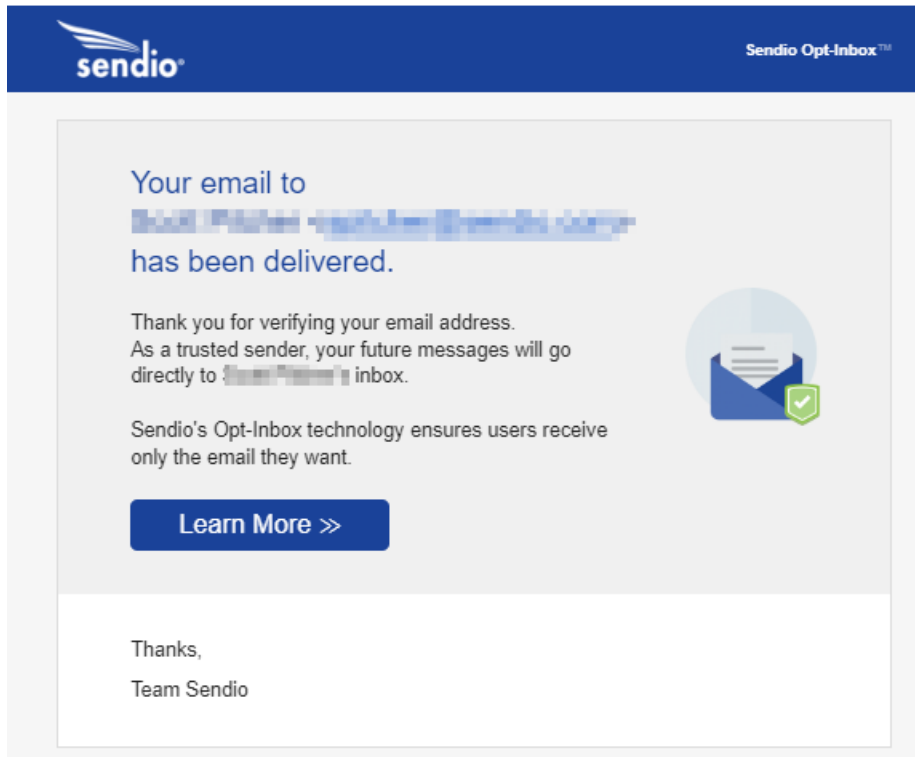 sendio
Sendio Opt-Inbox™
Your email to
has been delivered.
Thank you for verifying your email address.
As a trusted sender, your future messages will go
directly to inbox.
Sendio's Opt-Inbox technology ensures users receive
only the email they want.
Learn More >>
Thanks,
Team Sendio